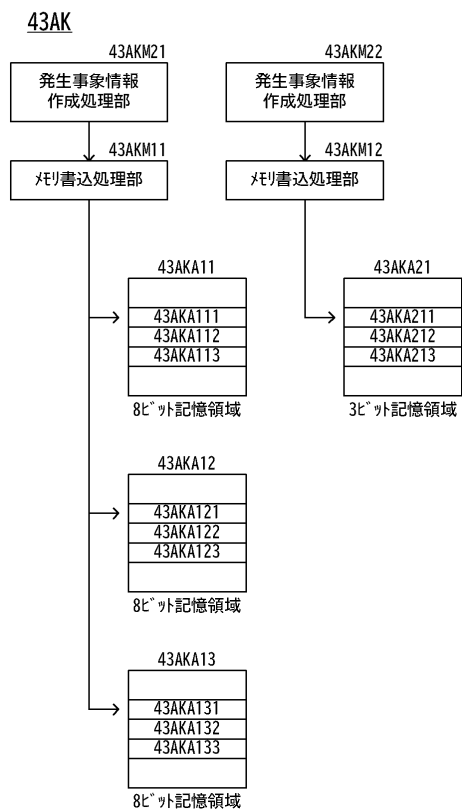 43AK
43AKM21
発生事象情報
作成処理部
43AKM11
ﾒﾓﾘ書込処理部
43AKA11
43AKA111
43AKA112
43AKA113
8ﾋﾞｯﾄ記憶領域
43AKA12
43AKA121
43AKA122
43AKA123
8ﾋﾞｯﾄ記憶領域
43AKA13
43AKA131
43AKA132
43AKA133
8ﾋﾞｯﾄ記憶領域
43AKM22
発生事象情報
作成処理部
43AKM12
ﾒﾓﾘ書込処理部
43AKA21
43AKA211
43AKA212
43AKA213
3ﾋﾞｯﾄ記憶領域